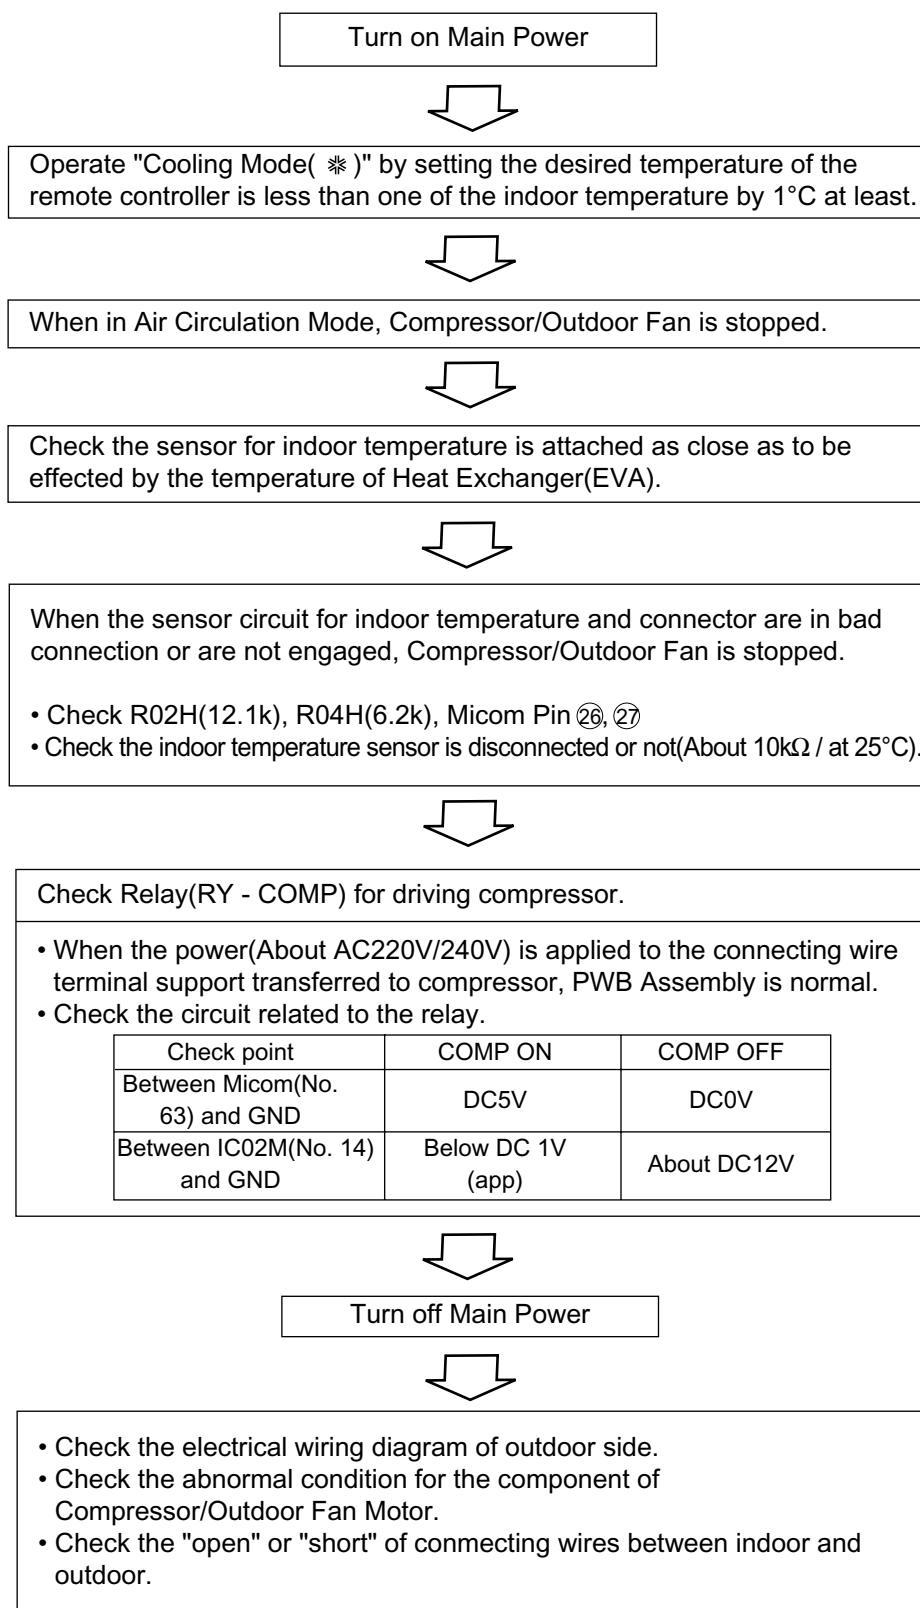 Turn on Main Power
Operate "Cooling Mode( ❋ )" by setting the desired temperature of the
remote controller is less than one of the indoor temperature by 1°C at least.
When in Air Circulation Mode, Compressor/Outdoor Fan is stopped.
Check the sensor for indoor temperature is attached as close as to be
effected by the temperature of Heat Exchanger(EVA).
When the sensor circuit for indoor temperature and connector are in bad
connection or are not engaged, Compressor/Outdoor Fan is stopped.
• Check R02H(12.1k), R04H(6.2k), Micom Pin ㉖, ㉗
• Check the indoor temperature sensor is disconnected or not(About 10kΩ / at 25°C).
Check Relay(RY - COMP) for driving compressor.
• When the power(About AC220V/240V) is applied to the connecting wire
terminal support transferred to compressor, PWB Assembly is normal.
• Check the circuit related to the relay.
Check point COMP ON COMP OFF
Between Micom(No.
63) and GND DC5V DC0V
Between IC02M(No. 14)
and GND Below DC 1V
(app) About DC12V
Turn off Main Power
• Check the electrical wiring diagram of outdoor side.
• Check the abnormal condition for the component of
Compressor/Outdoor Fan Motor.
• Check the "open" or "short" of conmecting wires between indoor and
outdoor.